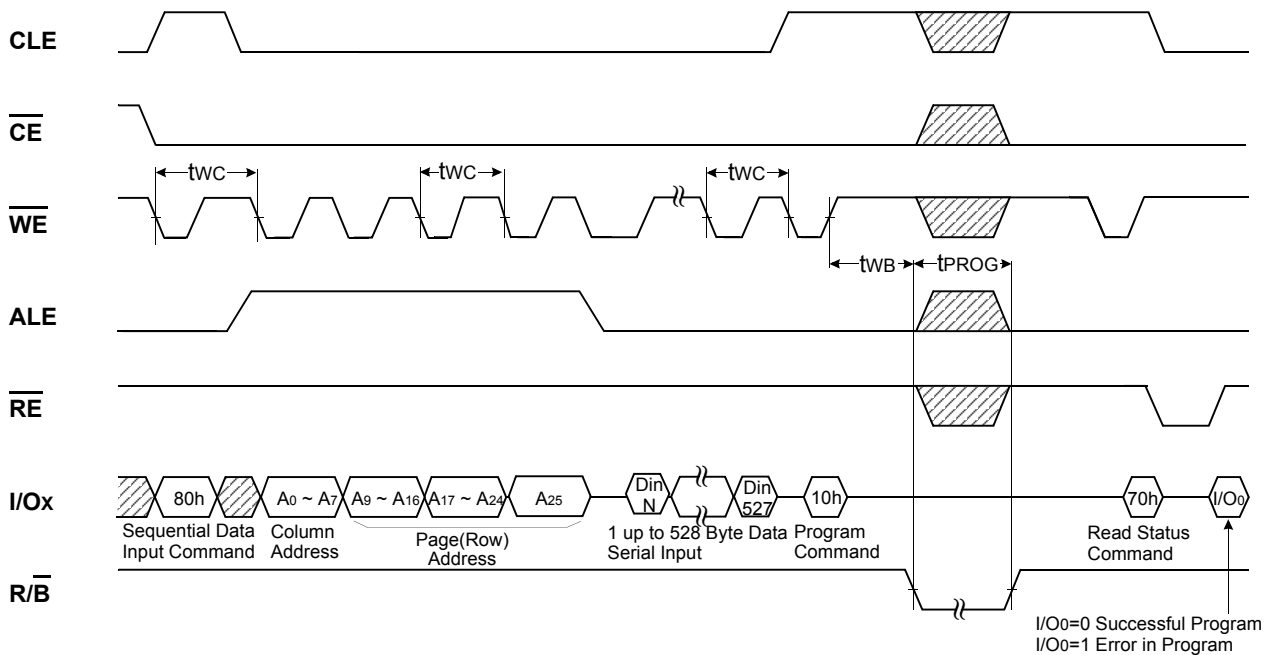 CLE
CE
tWC
tWC
tWC
WE
tWB
tPROG
ALE
RE
I/Ox
80h
A0 ~ A7
A9 ~ A16
A17 ~ A24
A25
Din N
Din 527
10h
70h
I/O0
Sequential Data Input Command
Column Address
Page(Row) Address
1 up to 528 Byte Data Serial Input
Program Command
Read Status Command
R/B
I/O0=0 Successful Program
I/O0=1 Error in Program